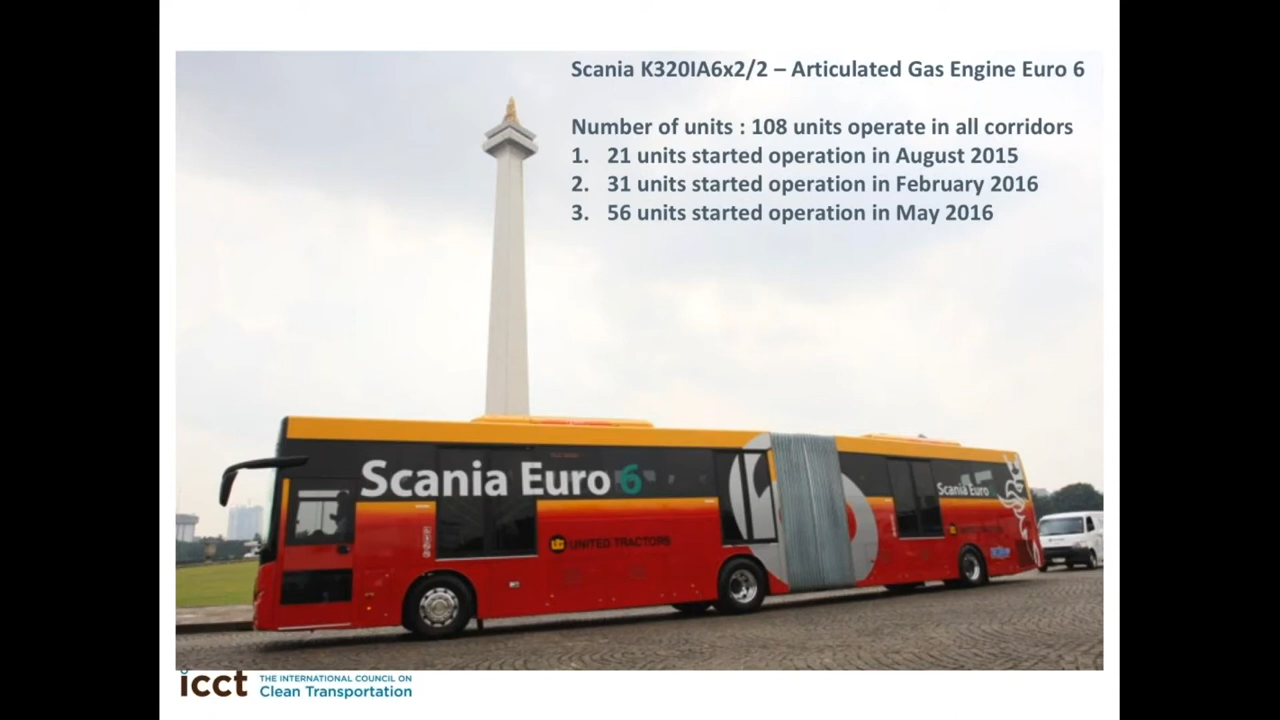 Scania K320IA6x2/2 – Articulated Gas Engine Euro 6
Number of units : 108 units operate in all corridors
1. 21 units started operation in August 2015
2. 31 units started operation in February 2016
3. 56 units started operation in May 2016
Scania Euro 6
Scania Euro
UNITED TRACTORS
UNITED TRACTORS
icct THE INTERNATIONAL COUNCIL ON
Clean Transportation